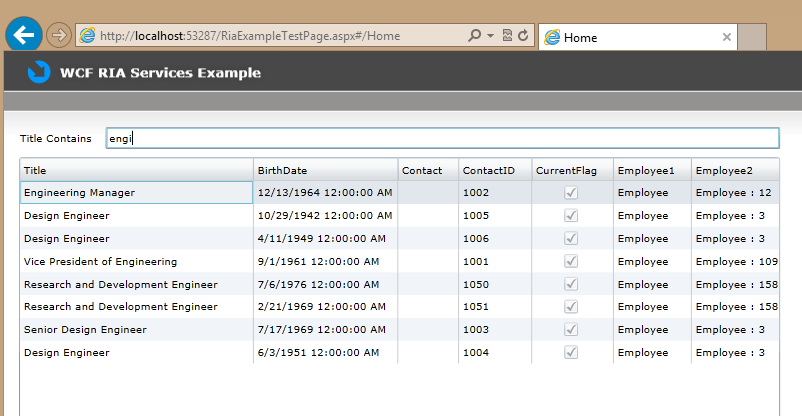 http://localhost:53287/RiaExampleTestPage.aspx#/Home Home
WCF RIA Services Example
Title Contains engi
Title BirthDate Contact ContactID CurrentFlag Employee1 Employee2
Engineering Manager 12/13/1964 12:00:00 AM 1002 Employee Employee : 12
Design Engineer 10/29/1942 12:00:00 AM 1005 Employee Employee : 3
Design Engineer 4/11/1949 12:00:00 AM 1006 Employee Employee : 3
Vice President of Engineering 9/1/1961 12:00:00 AM 1001 Employee Employee : 109
Research and Development Engineer 7/6/1976 12:00:00 AM 1050 Employee Employee : 158
Research and Development Engineer 2/21/1969 12:00:00 AM 1051 Employee Employee : 158
Senior Design Engineer 7/17/1969 12:00:00 AM 1003 Employee Employee : 3
Design Engineer 6/3/1951 12:00:00 AM 1004 Employee Employee : 3